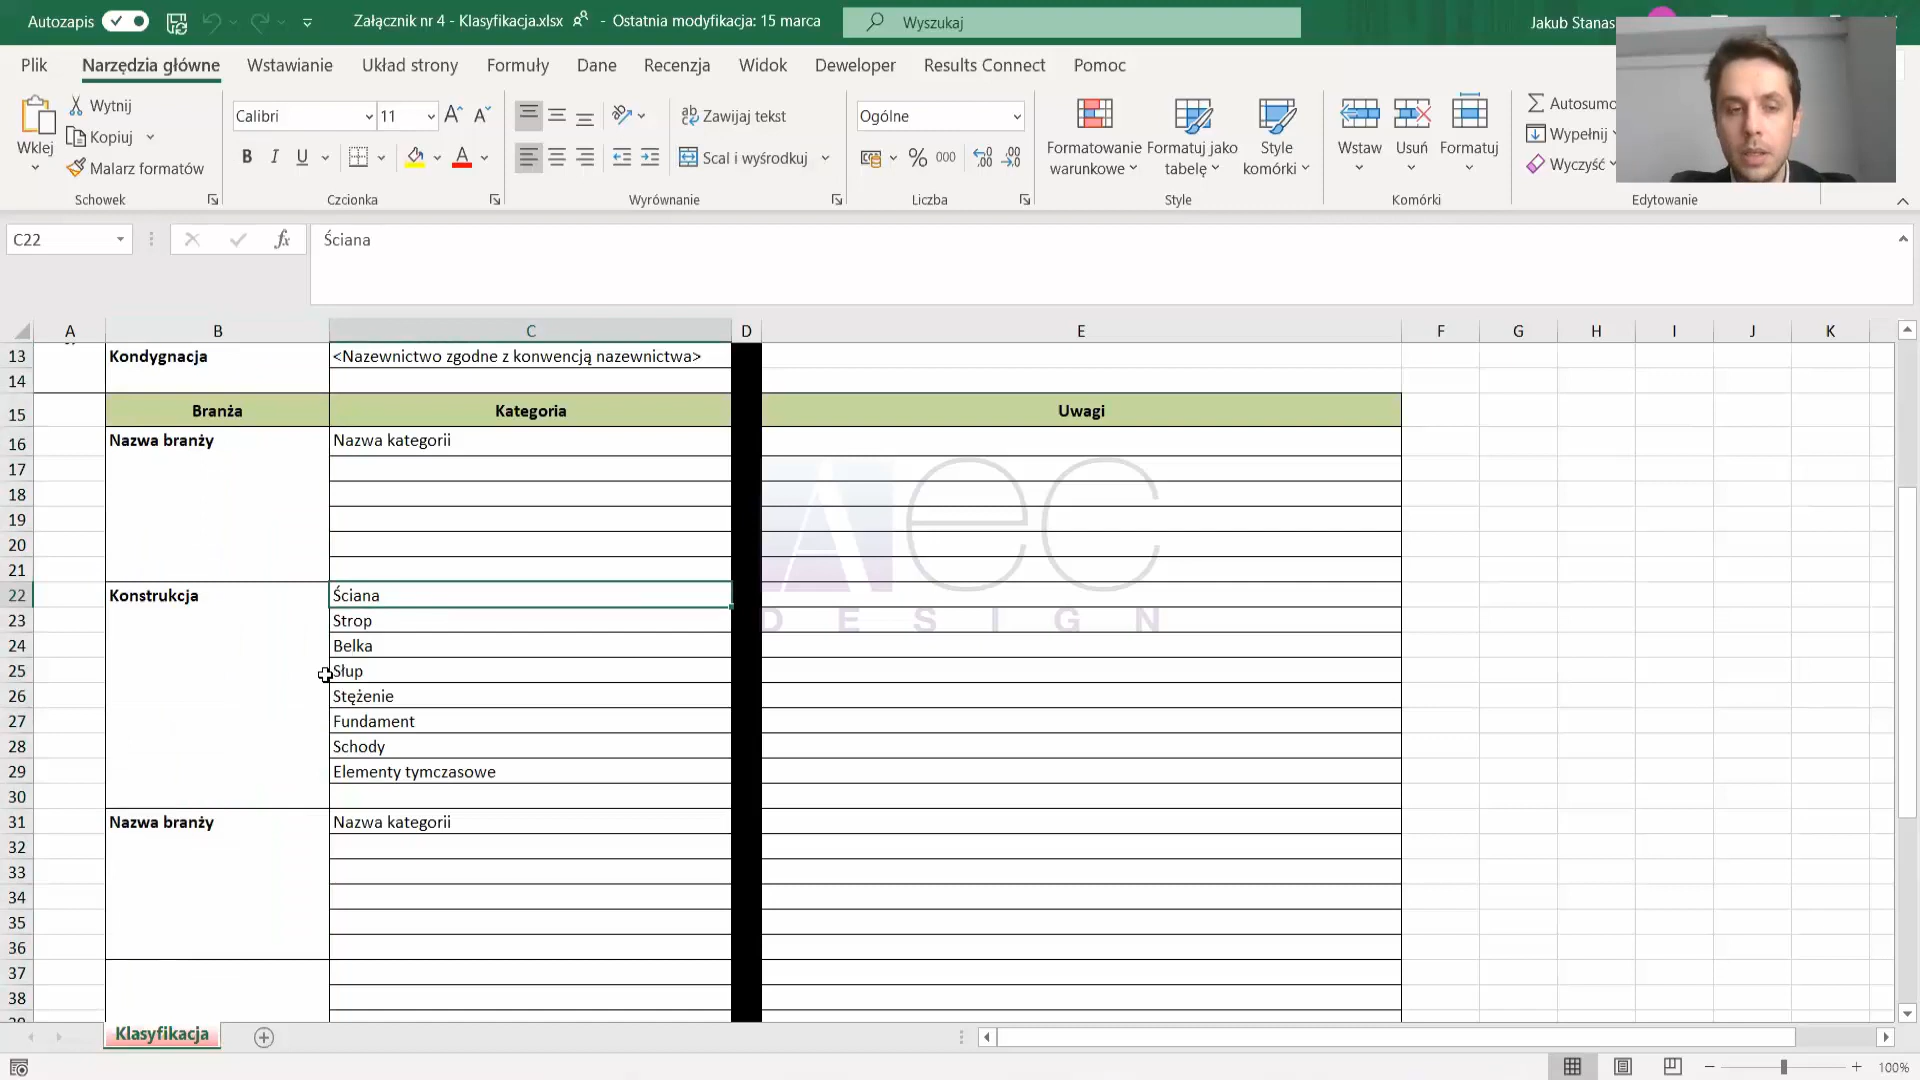 Autozapis
Załącznik nr 4 - Klasyfikacja.xlsx - Ostatnia modyfikacja: 15 marca
Wyszukaj
Jakub Stanas
Plik Narzędzia główne Wstawianie Układ strony Formuły Dane Recenzja Widok Deweloper Results Connect Pomoc
Wklej
Wytnij
Kopiuj
Malarz formatów
Schowek
Calibri 11
B I U
Czcionka
Zawijaj tekst
Scal i wyśrodkuj
Wyrównanie
Ogólne
% 000
Liczba
Formatowanie warunkowe
Formatuj jako tabelę
Style komórki
Style
Wstaw
Usuń
Formatuj
Komórki
Autosumo
Wypełnij
Wyczyść
Edytowanie
C22
fx
Ściana
A B C D E F G H I J K
13 Kondygnacja <Nazewnictwo zgodne z konwencją nazewnictwa>
14
15 Branża Kategoria Uwagi
16 Nazwa branży Nazwa kategorii
17
18
19
20
21
22 Konstrukcja Ściana
23 Strop
24 Belka
25 Słup
26 Stężenie
27 Fundament
28 Schody
29 Elementy tymczasowe
30
31 Nazwa branży Nazwa kategorii
32
33
34
35
36
37
38
Aec
DESIGN
Klasyfikacja
100%